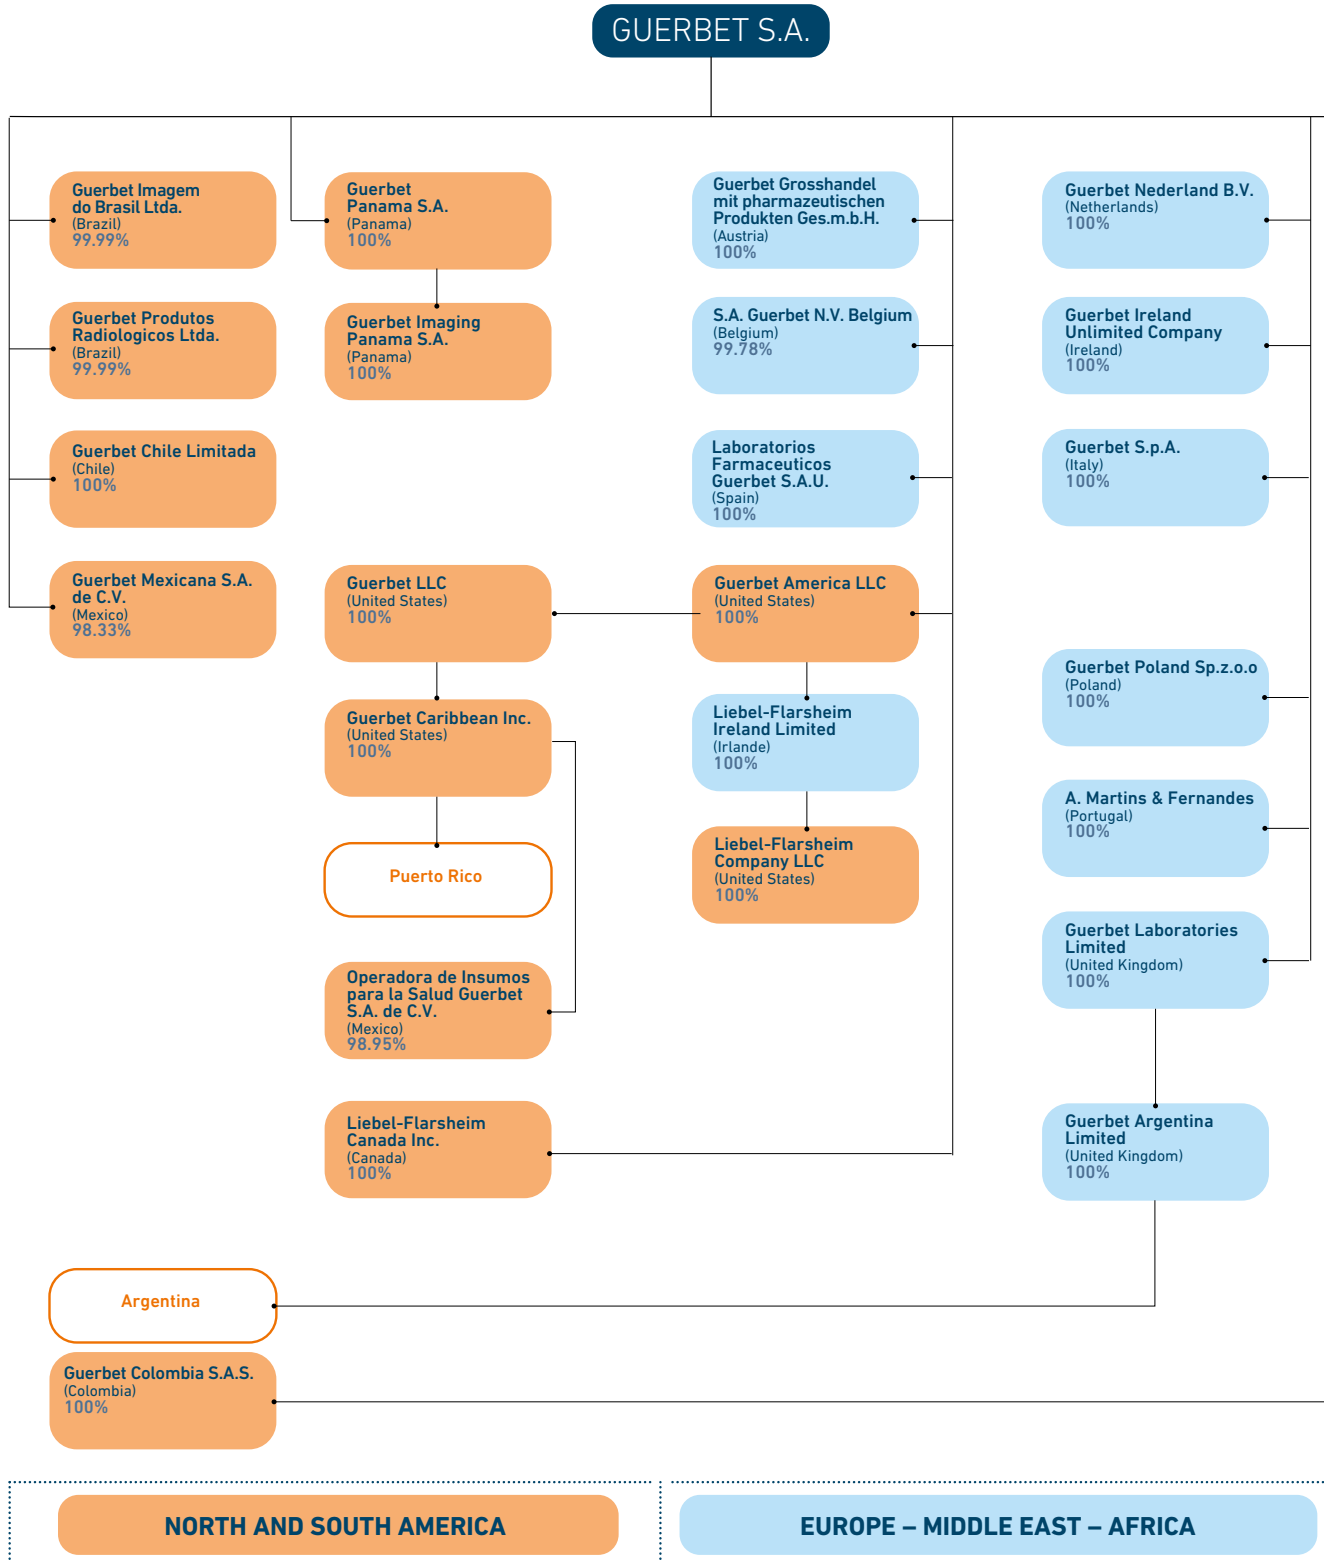 GUERBET S.A.
Guerbet Imagem
do Brasil Ltda.
(Brazil)
99.99%
Guerbet
Panama S.A.
(Panama)
100%
Guerbet Grosshandel
mit pharmazeutischen
Produkten Ges.m.b.H.
(Austria)
100%
Guerbet Nederland B.V.
(Netherlands)
100%
Guerbet Produtos
Radiologicos Ltda.
(Brazil)
99.99%
Guerbet Imaging
Panama S.A.
(Panama)
100%
S.A. Guerbet N.V. Belgium
(Belgium)
99.78%
Guerbet Ireland
Unlimited Company
(Ireland)
100%
Guerbet Chile Limitada
(Chile)
100%
Laboratorios
Farmaceuticos
Guerbet S.A.U.
(Spain)
100%
Guerbet S.p.A.
(Italy)
100%
Guerbet Mexicana S.A.
de C.V.
(Mexico)
98.33%
Guerbet LLC
(United States)
100%
Guerbet America LLC
(United States)
100%
Guerbet Poland Sp.z.o.o
(Poland)
100%
Guerbet Caribbean Inc.
(United States)
100%
Liebel-Flarsheim
Ireland Limited
(Irlande)
100%
A. Martins & Fernandes
(Portugal)
100%
Puerto Rico
Liebel-Flarsheim
Company LLC
(United States)
100%
Guerbet Laboratories
Limited
(United Kingdom)
100%
Operadora de Insumos
para la Salud Guerbet
S.A. de C.V.
(Mexico)
98.95%
Liebel-Flarsheim
Canada Inc.
(Canada)
100%
Guerbet Argentina
Limited
(United Kingdom)
100%
Argentina
Guerbet Colombia S.A.S.
(Colombia)
100%
NORTH AND SOUTH AMERICA
EUROPE – MIDDLE EAST – AFRICA